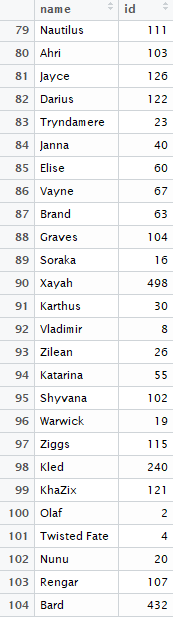 name id
79 Nautilus 111
80 Ahri 103
81 Jayce 126
82 Darius 122
83 Tryndamere 23
84 Janna 40
85 Elise 60
86 Vayne 67
87 Brand 63
88 Graves 104
89 Soraka 16
90 Xayah 498
91 Karthus 30
92 Vladimir 8
93 Zilean 26
94 Katarina 55
95 Shyvana 102
96 Warwick 19
97 Ziggs 115
98 Kled 240
99 KhaZix 121
100 Olaf 2
101 Twisted Fate 4
102 Nunu 20
103 Rengar 107
104 Bard 432